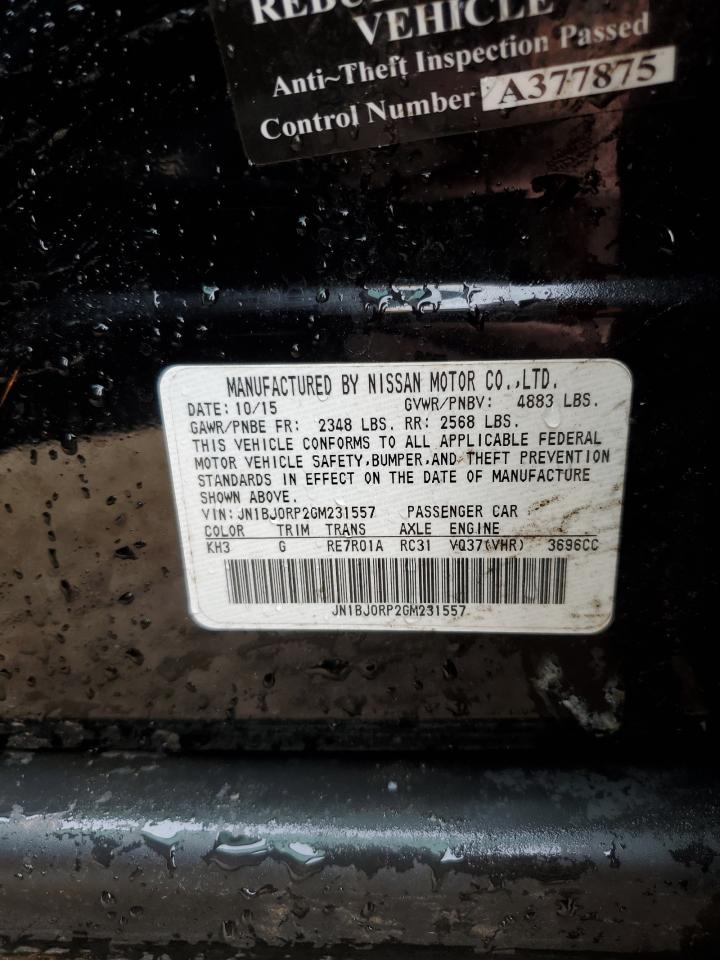 VEHICLE
Anti~Theft Inspection Passed
Control Number A377875
MANUFACTURED BY NISSAN MOTOR CO.,LTD.
DATE: 10/15 GVWR/PNBV: 4883 LBS.
GAWR/PNBE FR: 2348 LBS. RR: 2568 LBS.
THIS VEHICLE CONFORMS TO ALL APPLICABLE FEDERAL
MOTOR VEHICLE SAFETY,BUMPER,AND THEFT PREVENTION
STANDARDS IN EFFECT ON THE DATE OF MANUFACTURE
SHOWN ABOVE.
VIN: JN1BJ0RP2GM231557 PASSENGER CAR
COLOR TRIM TRANS AXLE ENGINE
KH3 G RE7R01A RC31 VQ37(VHR) 3696CC
JN1BJ0RP2GM231557